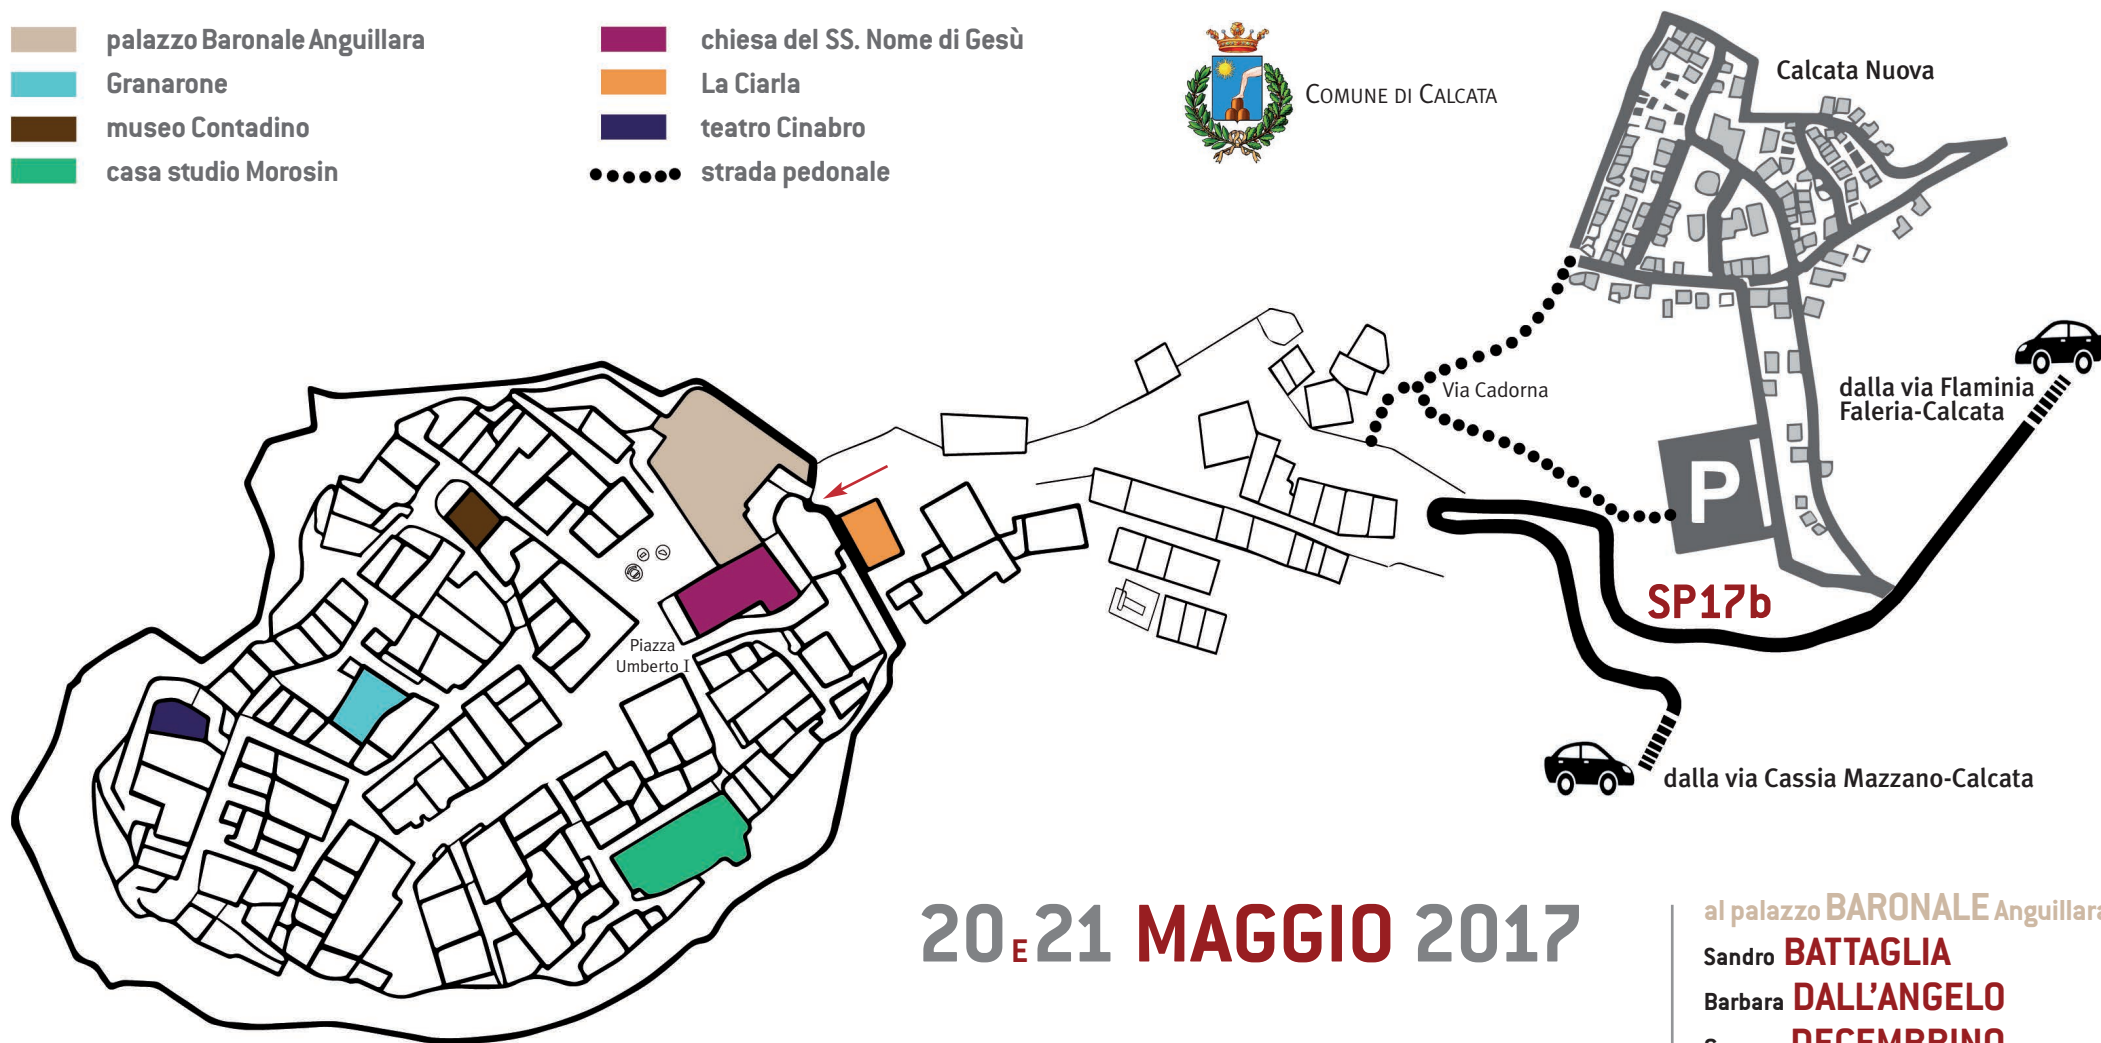 palazzo Baronale Anguillara
Granarone
museo Contadino
casa studio Morosin
chiesa del SS. Nome di Gesù
La Ciarla
teatro Cinabro
strada pedonale
COMUNE DI CALCATA
Calcata Nuova
Via Cadorna
dalla via Flaminia
Faleria-Calcata
P
SP17b
Piazza
Umberto I
dalla via Cassia Mazzano-Calcata
20 E 21 MAGGIO 2017
al palazzo BARONALE Anguillara
Sandro BATTAGLIA
Barbara DALL'ANGELO
DECEMBRINO